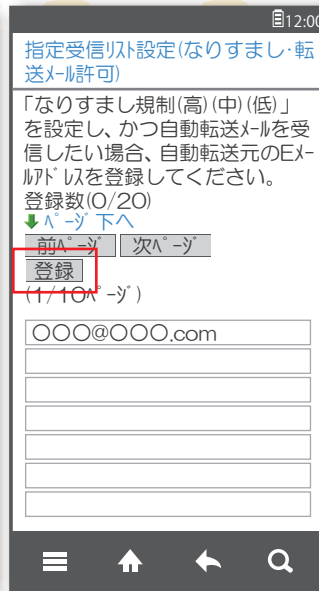 12:00
指定受信ﾘｽﾄ設定(なりすまし･転
送ﾒｰﾙ許可)
「なりすまし規制(高)(中)(低)」
を設定し、かつ自動転送ﾒｰﾙを受
信したい場合、自動転送元のEﾒｰ
ﾙｱﾄﾞﾚｽを登録してください。
登録数(0/20)
ﾍﾟｰｼﾞ下へ
前ﾍﾟｰｼﾞ 次ﾍﾟｰｼﾞ
登録
(1/10ﾍﾟｰｼﾞ)
○○○@○○○.com